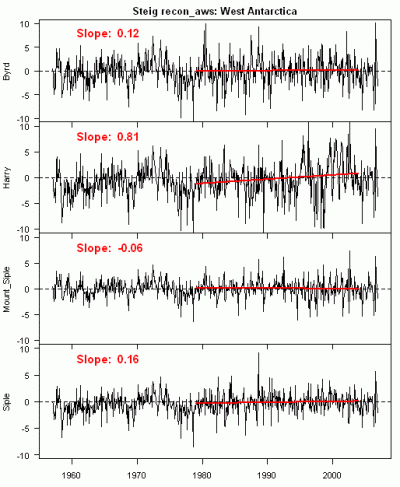 Steig recon_aws: West Antarctica
Slope: 0.12
Byrd
10
5
0
-5
-10
Slope: 0.81
Harry
10
5
0
-5
-10
Slope: -0.06
Mount_Siple
10
5
0
-5
-10
Slope: 0.16
Siple
10
5
0
-5
-10
1960 1970 1980 1990 2000